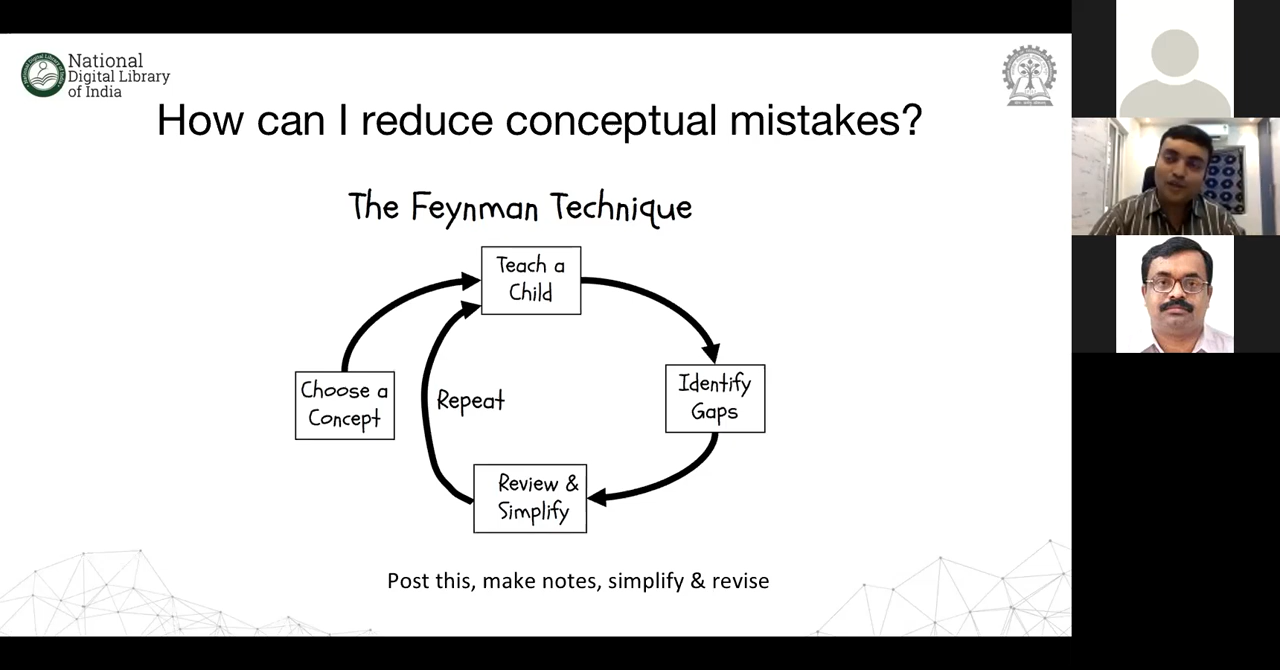 National
Digital Library
of India
How can I reduce conceptual mistakes?
The Feynman Technique
Teach a
Child
Choose a
Concept
Repeat
Identify
Gaps
Review &
Simplify
Post this, make notes, simplify & revise